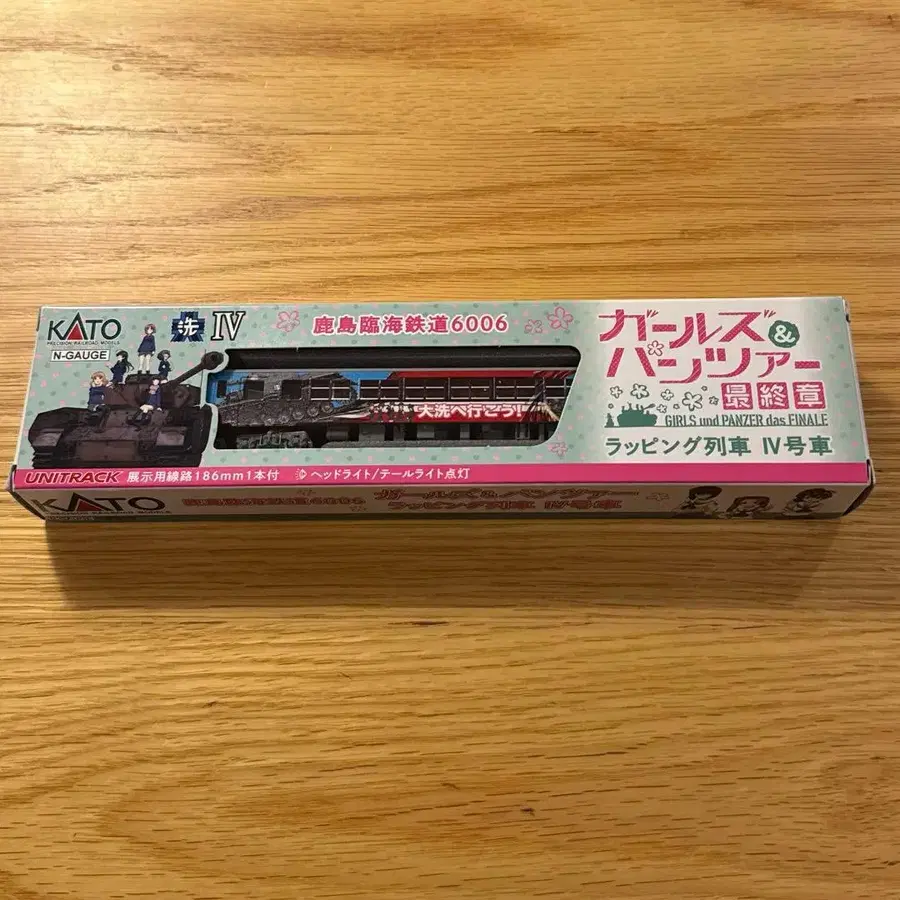 KATO
PRECISION RAILROAD MODELS
N-GAUGE
洗 IV
鹿島臨海鉄道6006
大洗へ行こう!
ガールズ&
パンツァー
最終章
GIRLS und PANZER das FINALE
ラッピング列車 Ⅳ号車
UNITRACK 展示用線路186mm1本付
ヘッドライト/テールライト点灯
KATO
ガールズ&パンツァー
ラッピング列車 Ⅳ号車